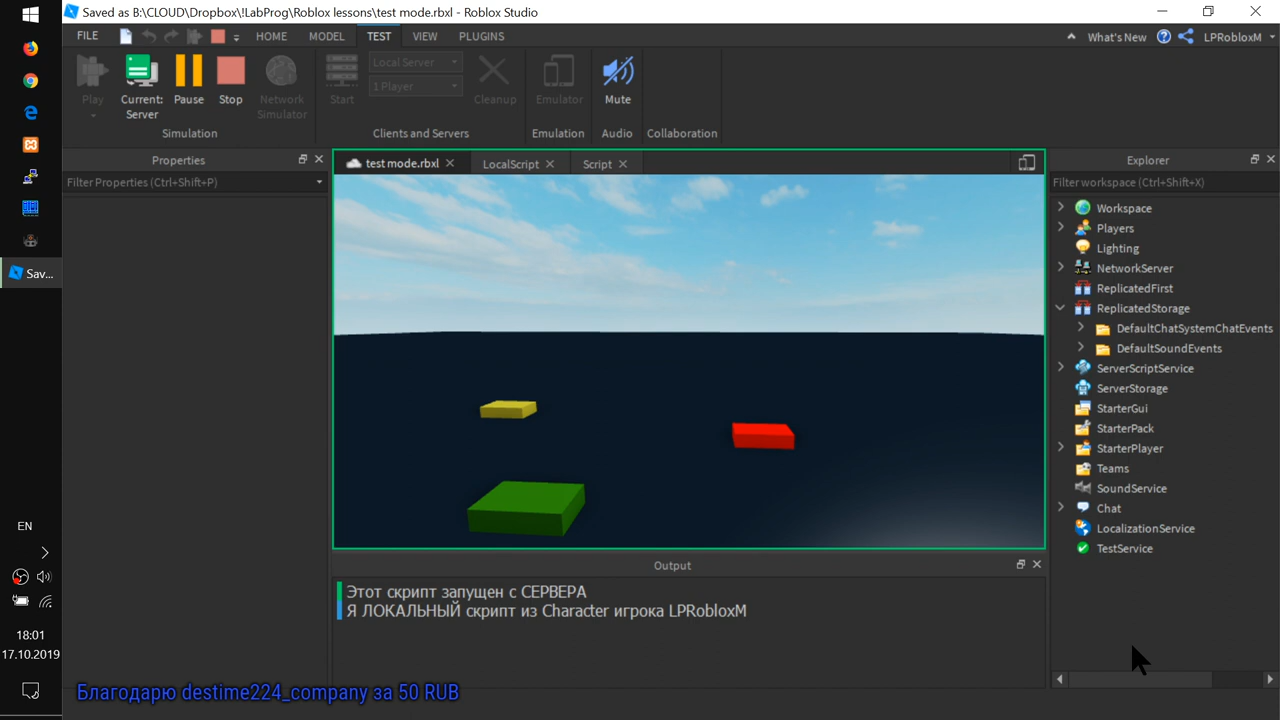 Saved as B:\CLOUD\Dropbox\!LabProg\Roblox lessons\test mode.rbxl - Roblox Studio
FILE HOME MODEL TEST VIEW PLUGINS What's New LPRobloxM
Play
Current: Server
Pause
Stop
Network Simulator
Start
Local Server
1 Player
Cleanup
Emulator
Mute
Simulation
Clients and Servers
Emulation
Audio
Collaboration
Properties
Filter Properties (Ctrl+Shift+P)
test mode.rbxl
LocalScript
Script
Explorer
Filter workspace (Ctrl+Shift+X)
Workspace
Players
Lighting
NetworkServer
ReplicatedFirst
ReplicatedStorage
DefaultChatSystemChatEvents
DefaultSoundEvents
ServerScriptService
ServerStorage
StarterGui
StarterPack
StarterPlayer
Teams
SoundService
Chat
LocalizationService
TestService
Output
Этот скрипт запущен с СЕРВЕРА
Я ЛОКАЛЬНЫЙ скрипт из Character игрока LPRobloxM
Sav...
EN
18:01
17.10.2019
Благодарю destime224_company за 50 RUB